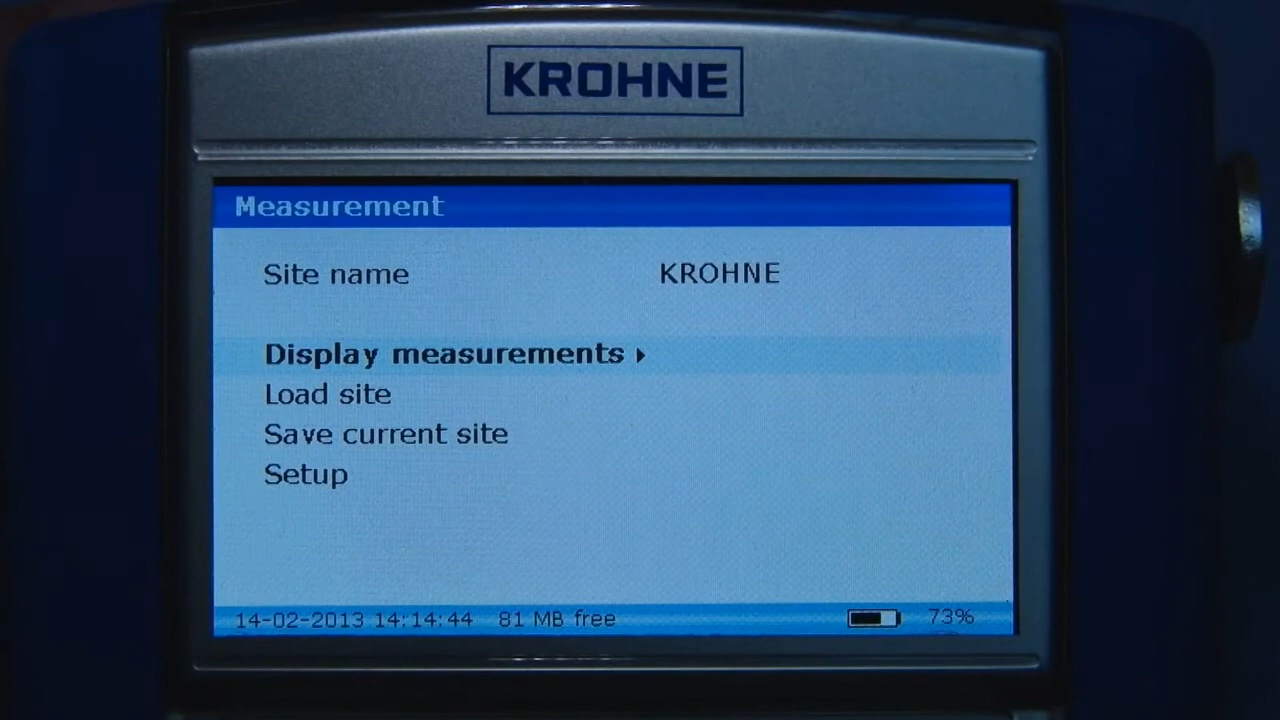 KROHNE
Measurement
Site name KROHNE
Display measurements
Load site
Save current site
Setup
14-02-2013 14:14:44 81 MB free 73%